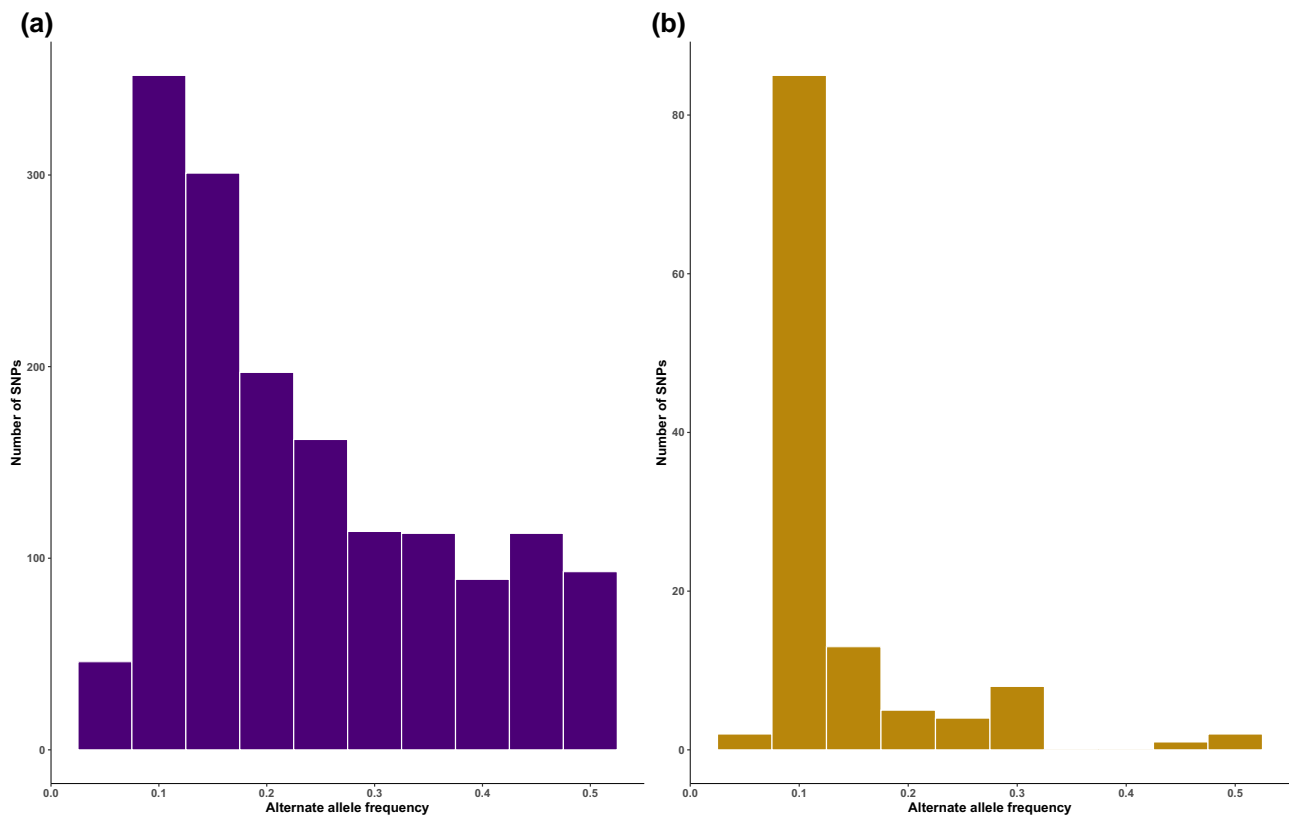 (a)
Number of SNPs
300
200
100
0
0.0 0.1 0.2 0.3 0.4 0.5
Alternate allele frequency
(b)
Number of SNPs
80
60
40
20
0
0.0 0.1 0.2 0.3 0.4 0.5
Alternate allele frequency